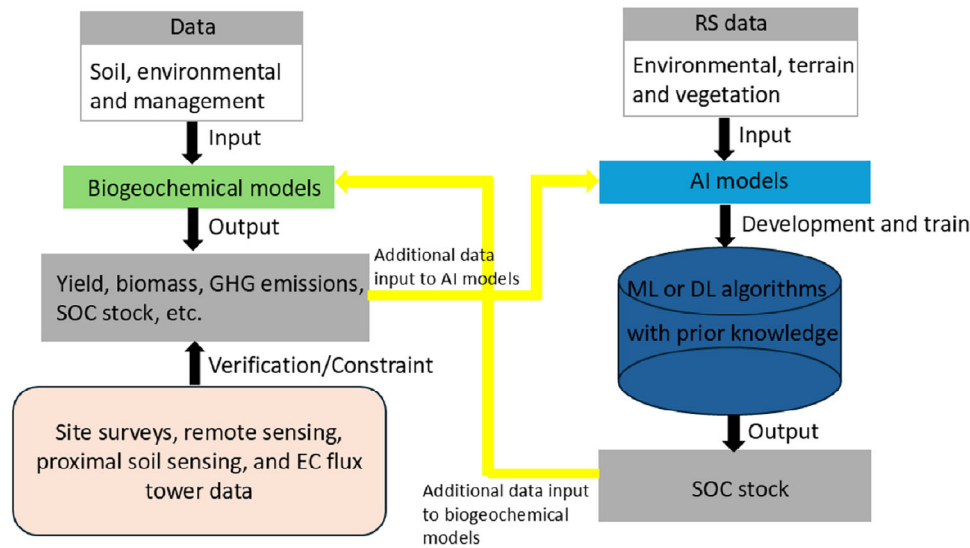 Data
Soil, environmental
and management
Input
Biogeochemical models
Output
Yield, biomass, GHG emissions,
SOC stock, etc.
Verification/Constraint
Site surveys, remote sensing,
proximal soil sensing, and EC flux
tower data
Additional data
input to AI models
Additional data input
to biogeochemical
models
RS data
Environmental, terrain
and vegetation
Input
AI models
Development and train
ML or DL algorithms
with prior knowledge
Output
SOC stock